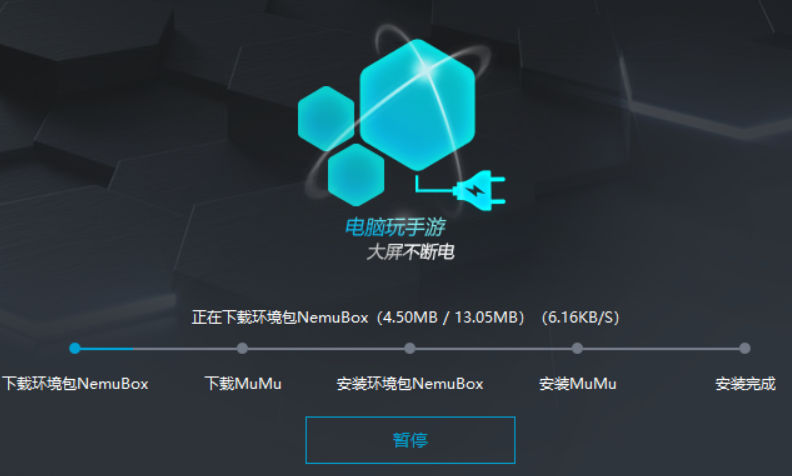 电脑玩手游
大屏不断电
正在下载环境包NemuBox（4.50MB / 13.05MB）（6.16KB/S）
下载环境包NemuBox 下载MuMu 安装环境包NemuBox 安装MuMu 安装完成
暂停